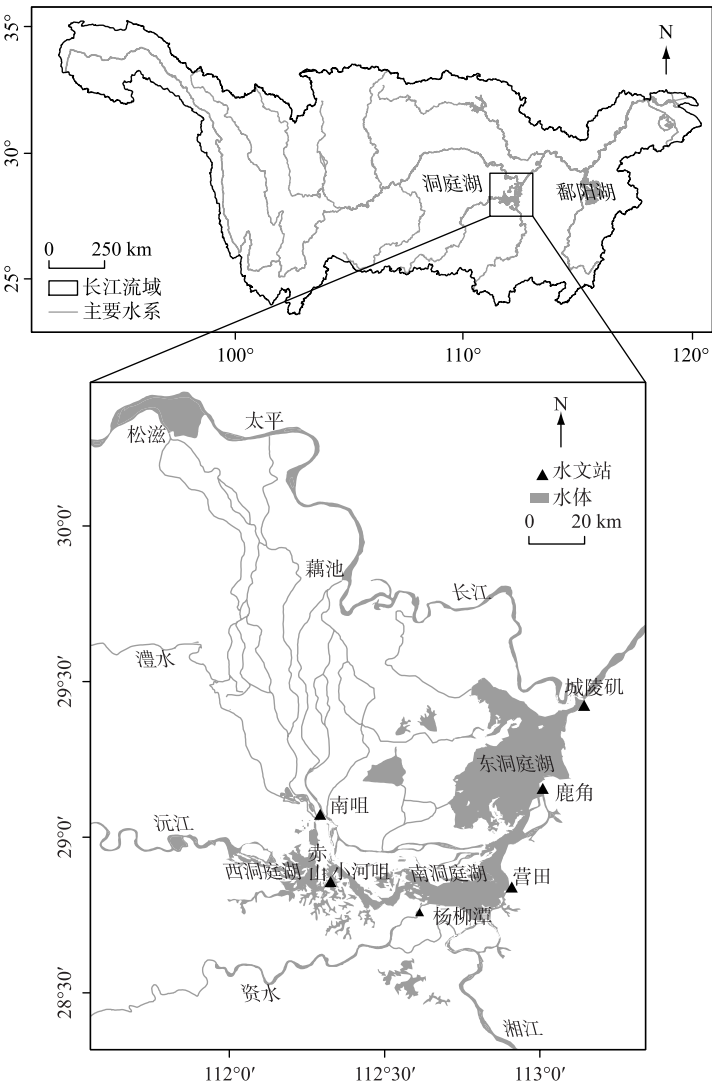 35°
30°
25°
N
洞庭湖
鄱阳湖
0 250 km
长江流域
主要水系
100°
110°
120°
松滋
太平
N
水文站
水体
0 20 km
30°0′
藕池
长江
澧水
29°30′
城陵矶
东洞庭湖
鹿角
南咀
沅江
29°0′
赤山
西洞庭湖
小河咀
南洞庭湖
营田
杨柳潭
资水
28°30′
湘江
112°0′
112°30′
113°0′